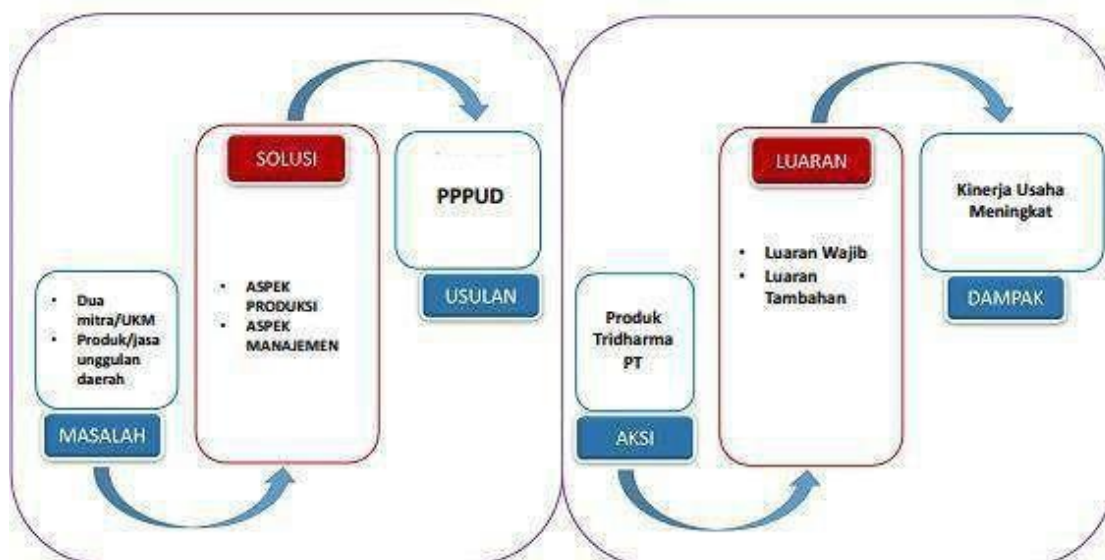 • Dua
mitra/UKM
• Produk/jasa
unggulan
daerah
MASALAH
SOLUSI
• ASPEK
PRODUKSI
• ASPEK
MANAJEMEN
PPPUD
USULAN
Produk
Tridharma
PT
AKSI
LUARAN
• Luaran Wajib
• Luaran
Tambahan
Kinerja Usaha
Meningkat
DAMPAK